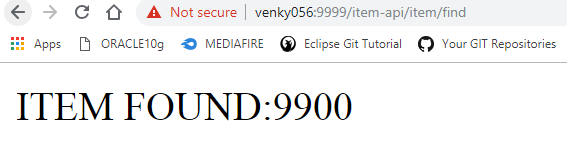 Not secure | venky056:9999/item-api/item/find
Apps ORACLE10g MEDIAFIRE Eclipse Git Tutorial Your GIT Repositories
ITEM FOUND:9900